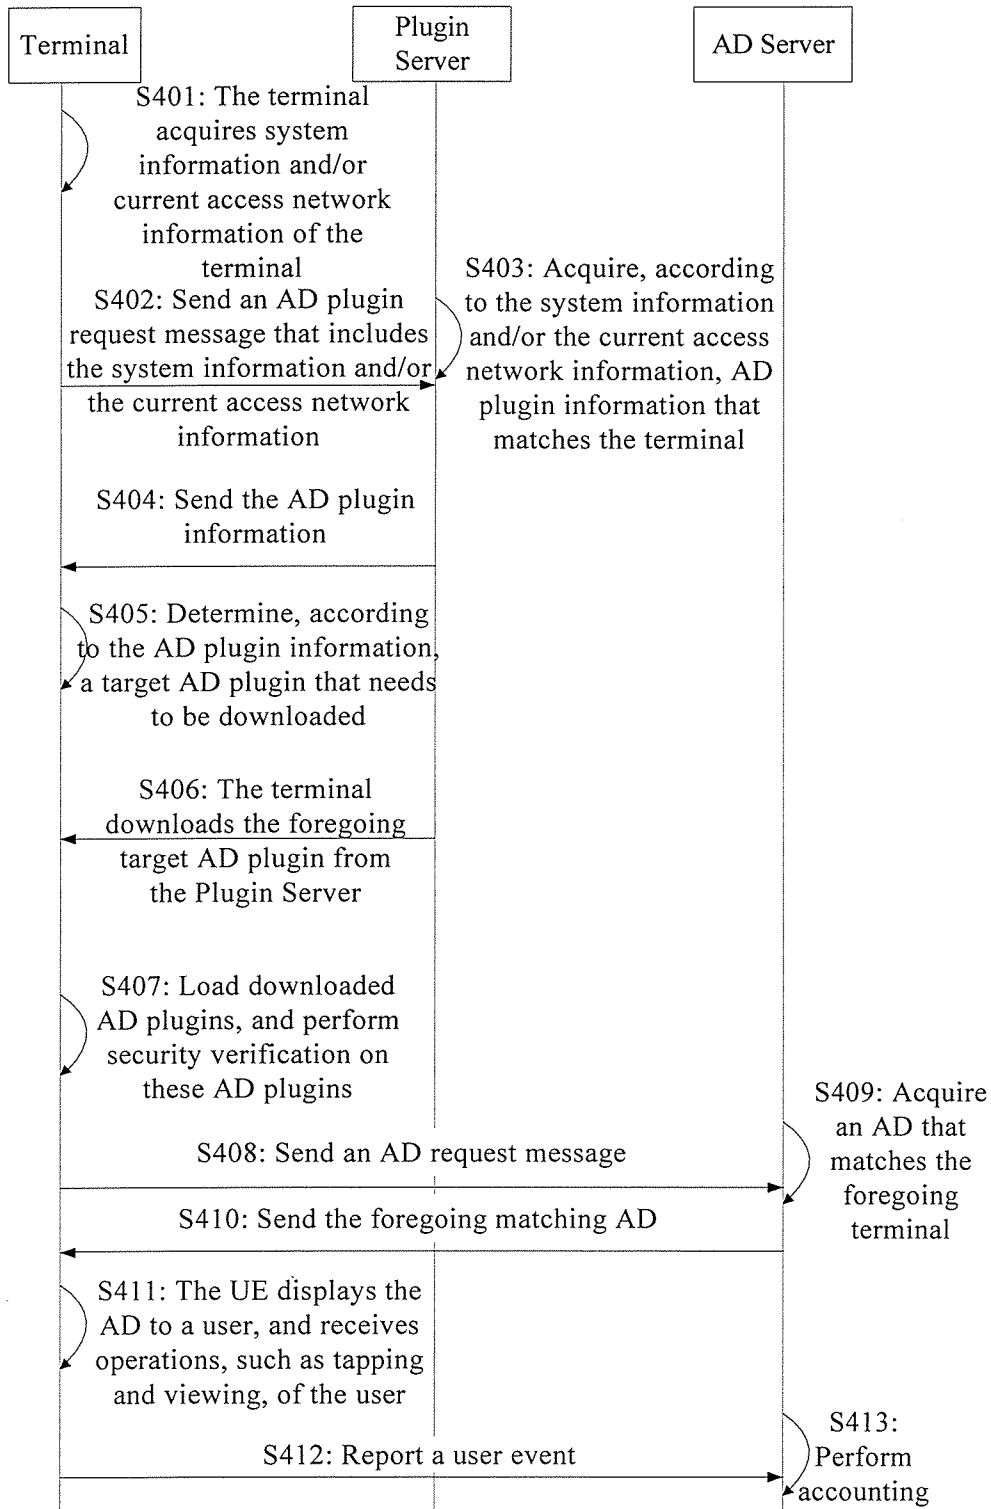 Terminal
Plugin
Server
AD Server
S401: The terminal
acquires system
information and/or
current access network
information of the
terminal
S402: Send an AD plugin
request message that includes
the system information and/or
the current access network
information
S403: Acquire, according
to the system information
and/or the current access
network information, AD
plugin information that
matches the terminal
S404: Send the AD plugin
information
S405: Determine, according
to the AD plugin information,
a target AD plugin that needs
to be downloaded
S406: The terminal
downloads the foregoing
target AD plugin from
the Plugin Server
S407: Load downloaded
AD plugins, and perform
security verification on
these AD plugins
S408: Send an AD request message
S409: Acquire
an AD that
matches the
foregoing
terminal
S410: Send the foregoing matching AD
S411: The UE displays the
AD to a user, and receives
operations, such as tapping
and viewing, of the user
S412: Report a user event
S413:
Perform
accounting